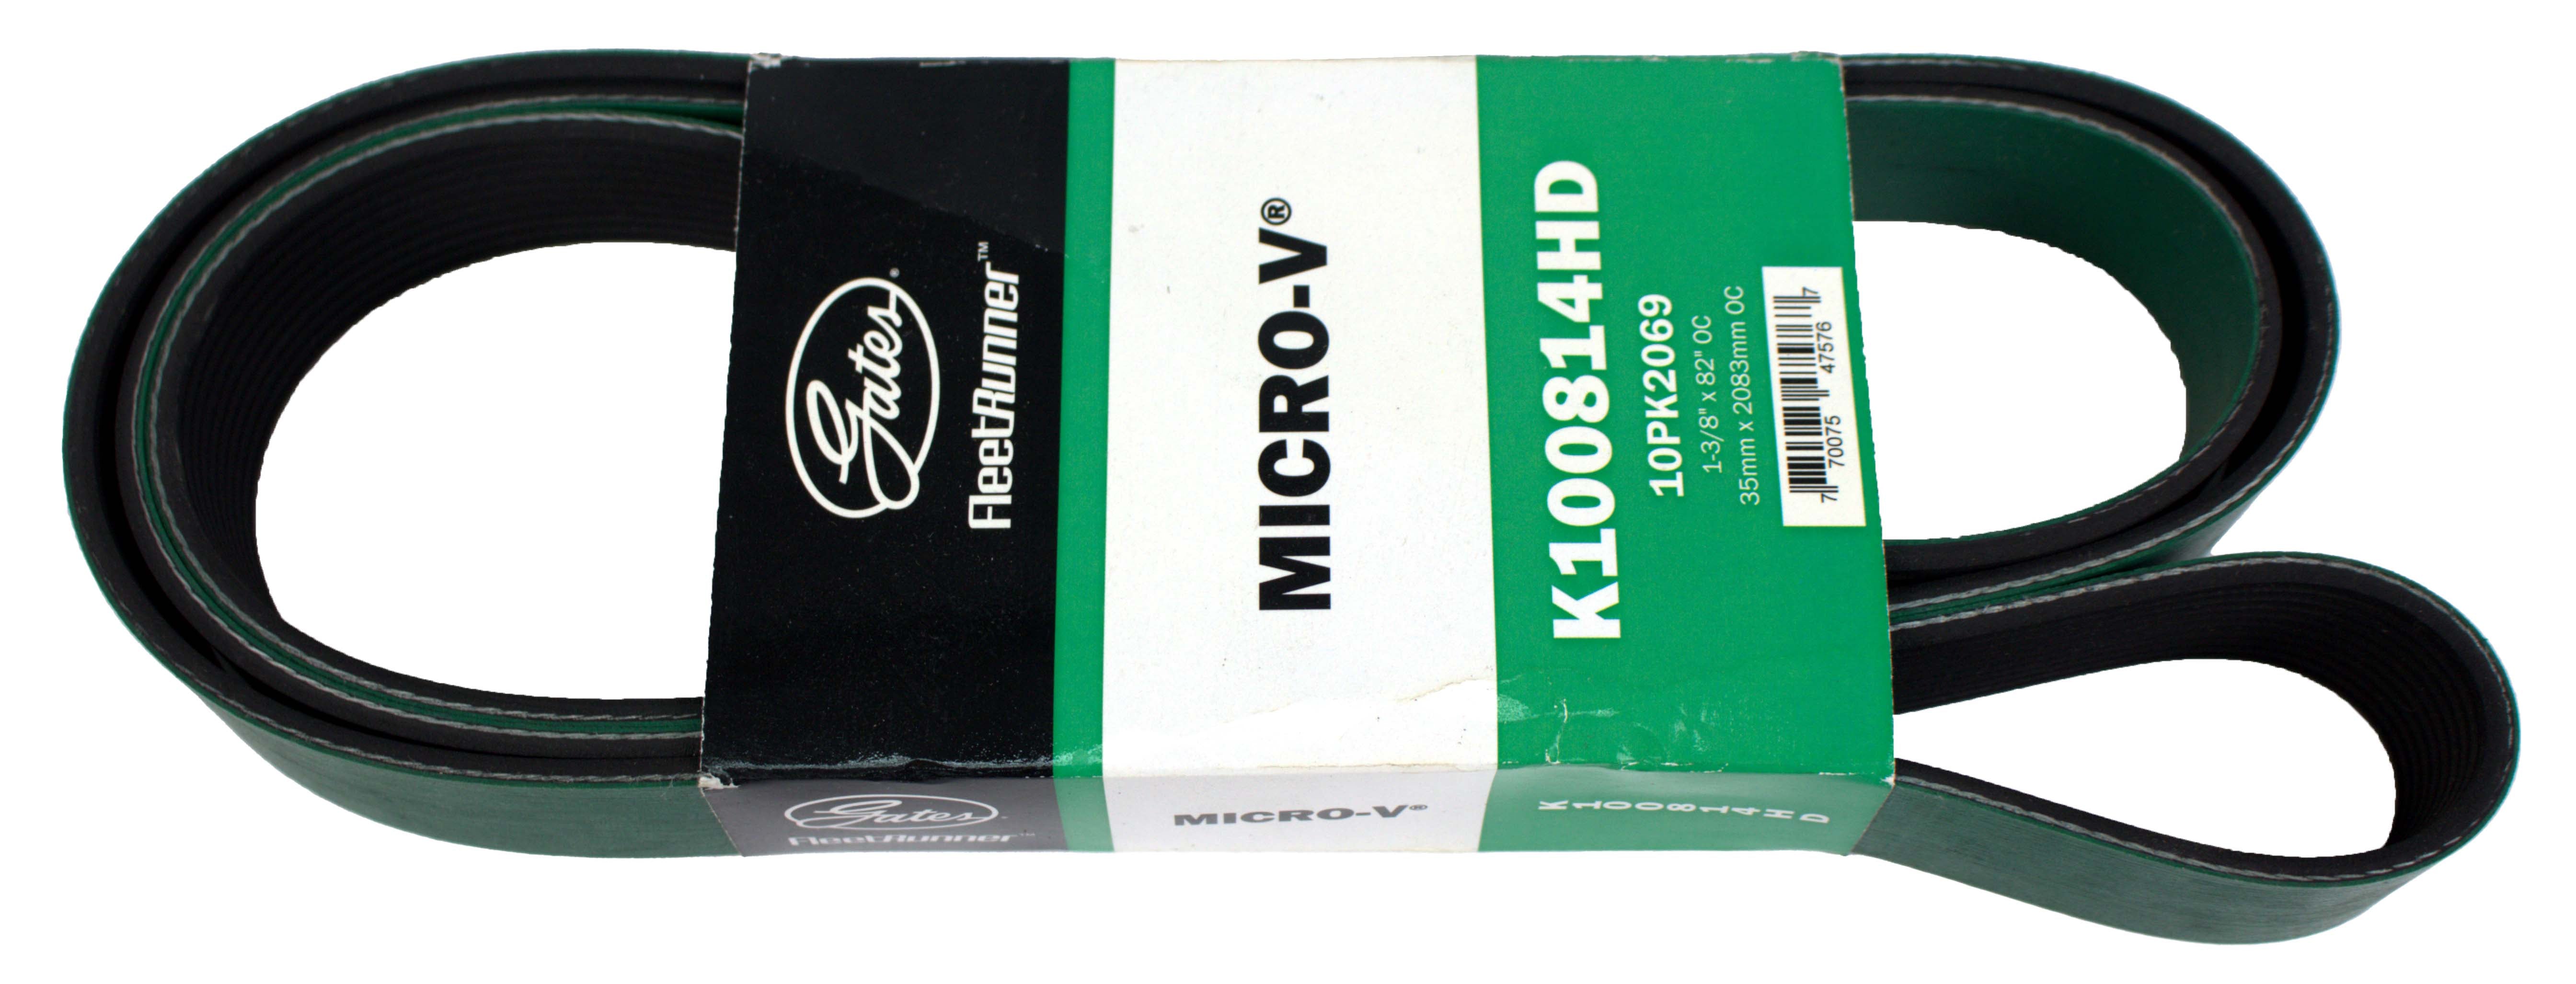 Gates®
FleetRunner™
MICRO-V®
K100814HD
10PK2069
1-3/8" x 82" OC
35mm x 2083mm OC
7 70075 47576 7
Gates
FleetRunner™
MICRO-V®
K100814HD